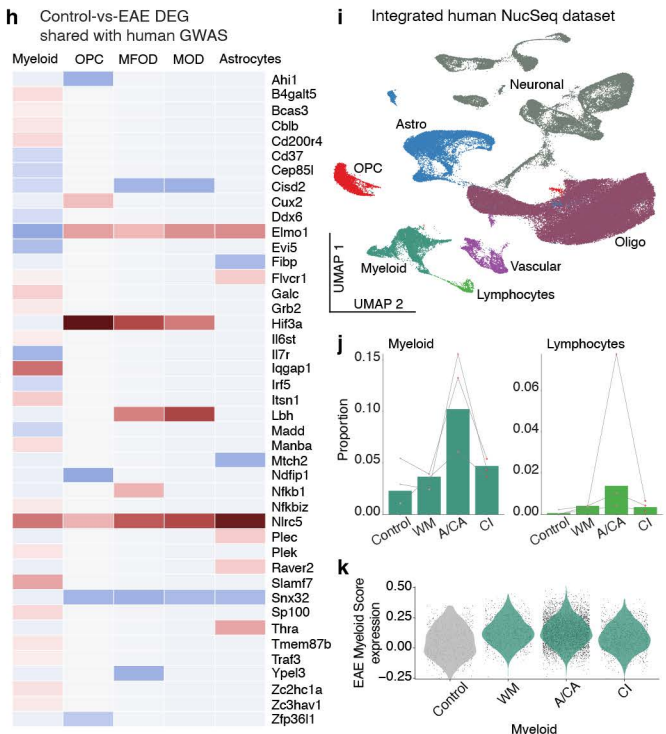 h Control-vs-EAE DEG
shared with human GWAS
Myeloid OPC MFOD MOD Astrocytes
Ahi1
B4galt5
Bcas3
Cblb
Cd200r4
Cd37
Cep85l
Cisd2
Cux2
Ddx6
Elmo1
Evi5
Fibp
Flvcr1
Galc
Grb2
Hif3a
Il6st
Il7r
Iqgap1
Irf5
Itsn1
Lbh
Madd
Manba
Mtch2
Ndfip1
Nfkb1
Nfkbiz
Nlrc5
Plec
Plek
Raver2
Slamf7
Snx32
Sp100
Thra
Tmem87b
Traf3
Ypel3
Zc2hc1a
Zc3hav1
Zfp36l1
i Integrated human NucSeq dataset
Neuronal
Astro
OPC
Oligo
Myeloid
Vascular
Lymphocytes
UMAP 1
UMAP 2
j Myeloid Lymphocytes
Proportion
0.15
0.10
0.05
0.00
Control WM A/CA CI
0.06
0.04
0.02
0.00
Control WM A/CA CI
k
EAE Myeloid Score
expression
0.50
0.25
0.00
−0.25
Control WM A/CA CI
Myeloid